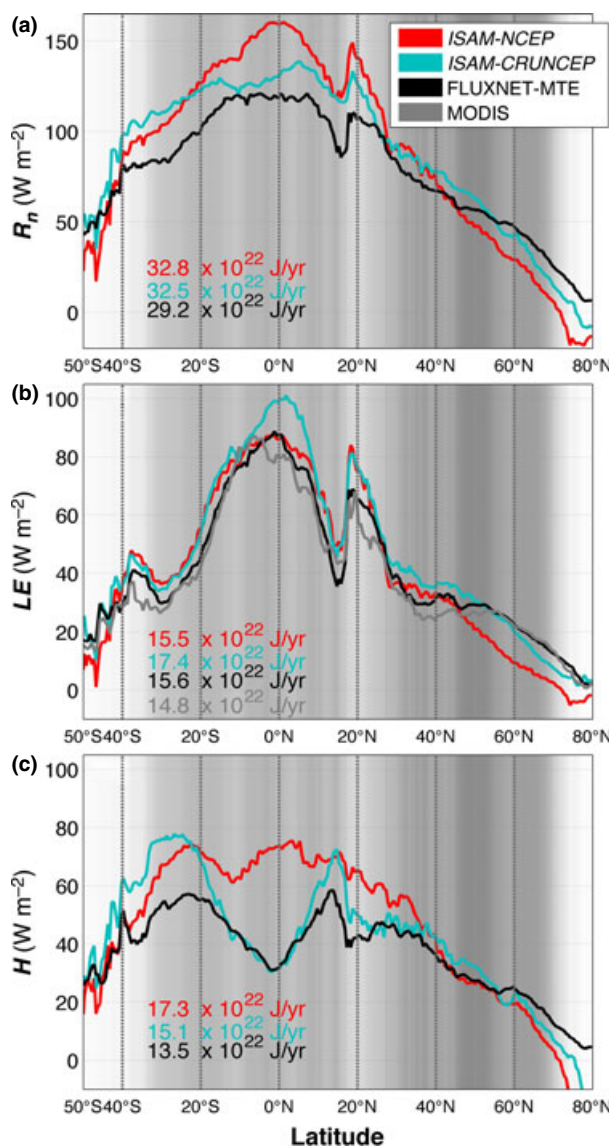 (a)
ISAM-NCEP
ISAM-CRUNCEP
FLUXNET-MTE
MODIS
150
100
50
0
Rn (W m–2)
32.8 x 10^22 J/yr
32.5 x 10^22 J/yr
29.2 x 10^22 J/yr
50°S 40°S 20°S 0°N 20°N 40°N 60°N 80°N
(b)
100
80
60
40
20
0
LE (W m–2)
15.5 x 10^22 J/yr
17.4 x 10^22 J/yr
15.6 x 10^22 J/yr
14.8 x 10^22 J/yr
50°S 40°S 20°S 0°N 20°N 40°N 60°N 80°N
(c)
100
80
60
40
20
0
H (W m–2)
17.3 x 10^22 J/yr
15.1 x 10^22 J/yr
13.5 x 10^22 J/yr
50°S 40°S 20°S 0°N 20°N 40°N 60°N 80°N
Latitude